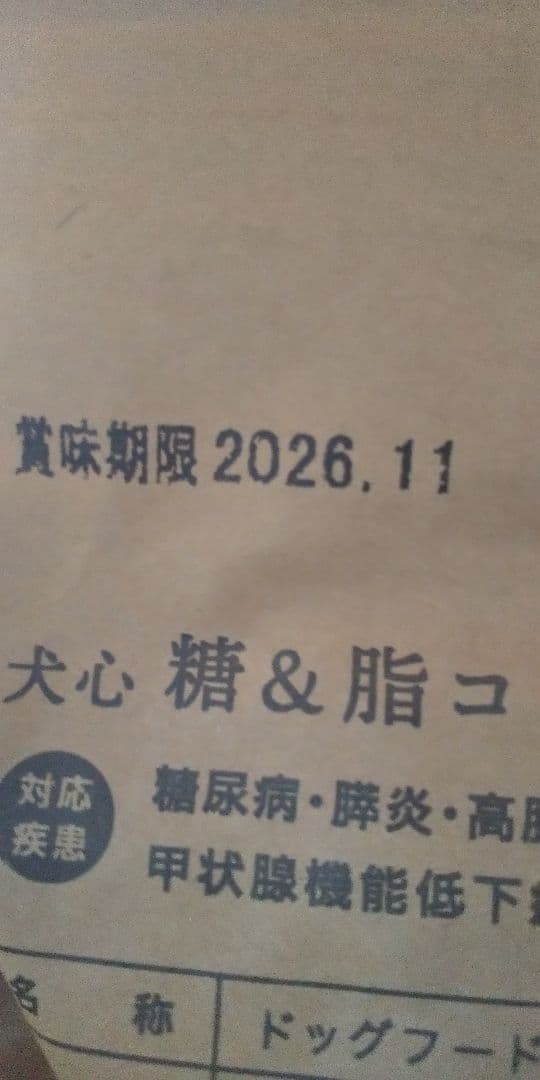 賞味期限 2026.11
犬心 糖&脂コ
対応
疾患
糖尿病・膵炎・高脂
甲状腺機能低下
名 称
ドッグフード